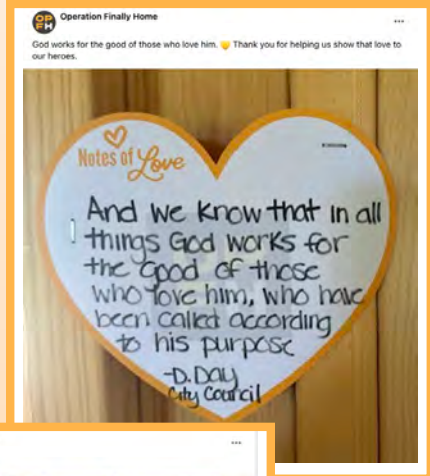 OP
FH
Operation Finally Home
God works for the good of those who love him. 💛 Thank you for helping us show that love to
our heroes.
Notes of Love
And we know that in all
things God works for
the good of those
who love him, who have
been called according
to his purpose
-D. DAY
City Council